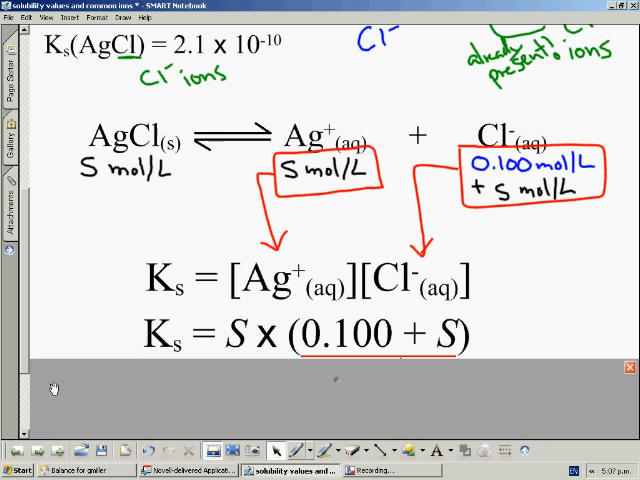 solubility values and common ions * - SMART Notebook
File Edit View Insert Format Draw Help
Kₛ(AgCl) = 2.1 x 10⁻¹⁰
Cl⁻ ions
Cl⁻
already present!
ions
AgCl(s) ⇌ Ag⁺(aq) + Cl⁻(aq)
S mol/L
S mol/L
0.100 mol/L
+ S mol/L
Kₛ = [Ag⁺(aq)][Cl⁻(aq)]
Kₛ = S x (0.100 + S)
Page Sorter
Gallery
Attachments
Start
Balance for gmiller
Novell-delivered Applicati...
solubility values and ...
Recording...
EN
5:07 p.m.